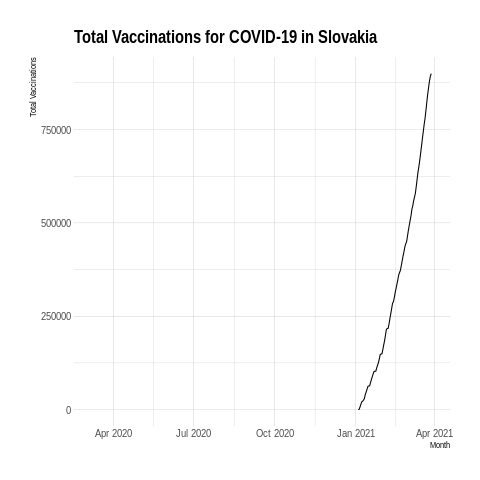 Total Vaccinations for COVID-19 in Slovakia
Total Vaccinations
750000
500000
250000
0
Apr 2020 Jul 2020 Oct 2020 Jan 2021 Apr 2021
Month